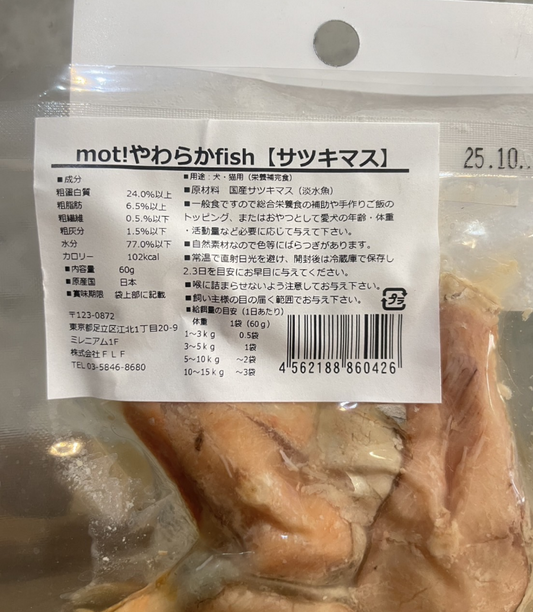 mot!やわらかfish【サツキマス】
25.10.
■成分
粗蛋白質 24.0%以上
粗脂肪 6.5%以上
粗繊維 0.5.%以下
粗灰分 1.5%以下
水分 77.0%以下
カロリー 102kcal
■内容量 60g
■原産国 日本
■賞味期限 袋上部に記載
〒123-0872
東京都足立区江北1丁目20-9
ミレニアム1F
株式会社ＦＬＦ
TEL 03-5846-8680
■用途：犬・猫用（栄養補完食）
■原材料 国産サツキマス（淡水魚）
■一般食ですので総合栄養食の補助や手作りご飯の
トッピング、またはおやつとして愛犬の年齢・体重
・活動量など必要に応じて与えて下さい。
■自然素材なので色等にばらつきがあります。
■常温で直射日光を避け、開封後は冷蔵庫で保存し
2.3日を目安にお早目に与えてください。
■喉に詰まらせないよう注意してお与え下さい。
■飼い主様の目の届く範囲でお与え下さい。
■給餌量の目安（1日あたり）
体重 1袋(60ｇ)
1～3ｋｇ 0.5袋
3～5ｋｇ 1袋
5～10ｋｇ ～2袋
10～15ｋｇ ～3袋
プラ
4 562188 860426